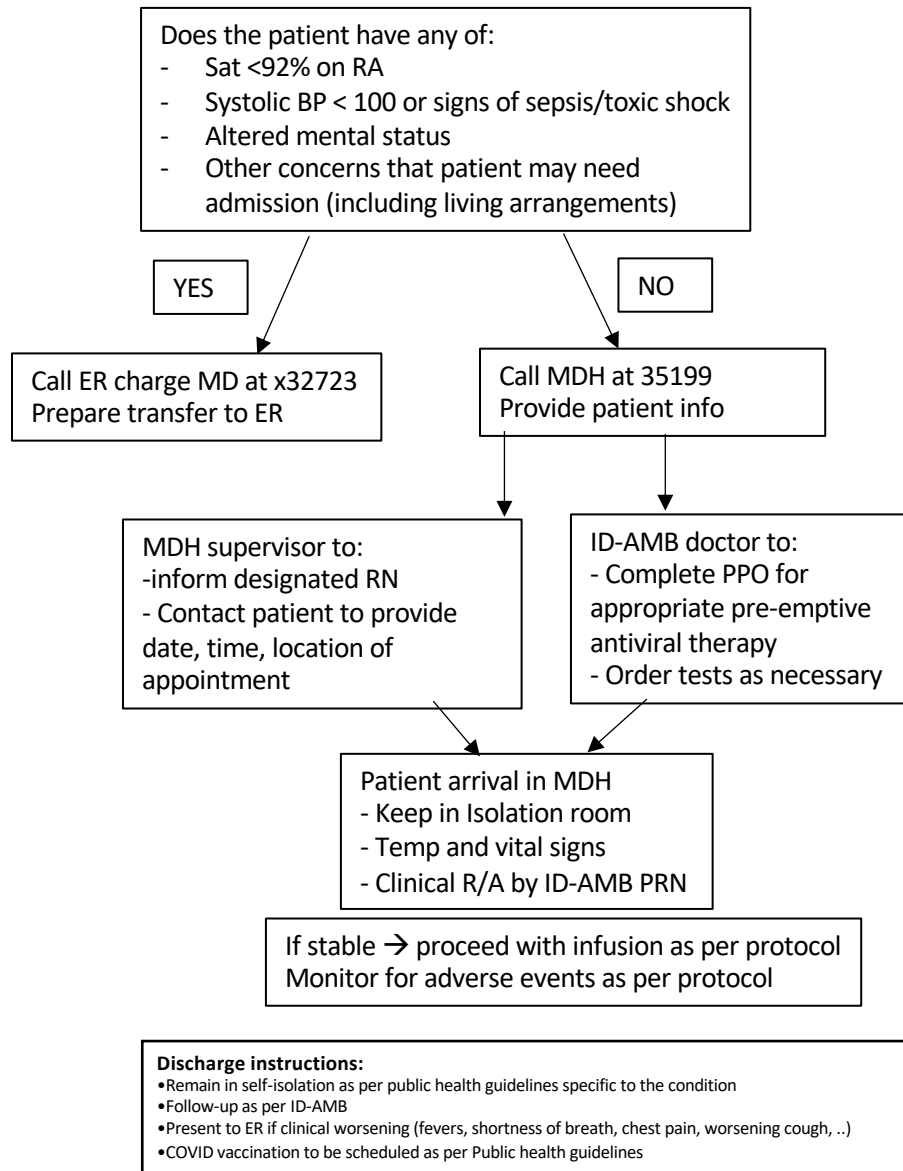 Does the patient have any of:
- Sat <92% on RA
- Systolic BP < 100 or signs of sepsis/toxic shock
- Altered mental status
- Other concerns that patient may need
admission (including living arrangements)
YES
NO
Call ER charge MD at x32723
Prepare transfer to ER
Call MDH at 35199
Provide patient info
MDH supervisor to:
-inform designated RN
- Contact patient to provide
date, time, location of
appointment
ID-AMB doctor to:
- Complete PPO for
appropriate pre-emptive
antiviral therapy
- Order tests as necessary
Patient arrival in MDH
- Keep in Isolation room
- Temp and vital signs
- Clinical R/A by ID-AMB PRN
If stable → proceed with infusion as per protocol
Monitor for adverse events as per protocol
Discharge instructions:
•Remain in self-isolation as per public health guidelines specific to the condition
•Follow-up as per ID-AMB
•Present to ER if clinical worsening (fevers, shortness of breath, chest pain, worsening cough, ..)
•COVID vaccination to be scheduled as per Public health guidelines